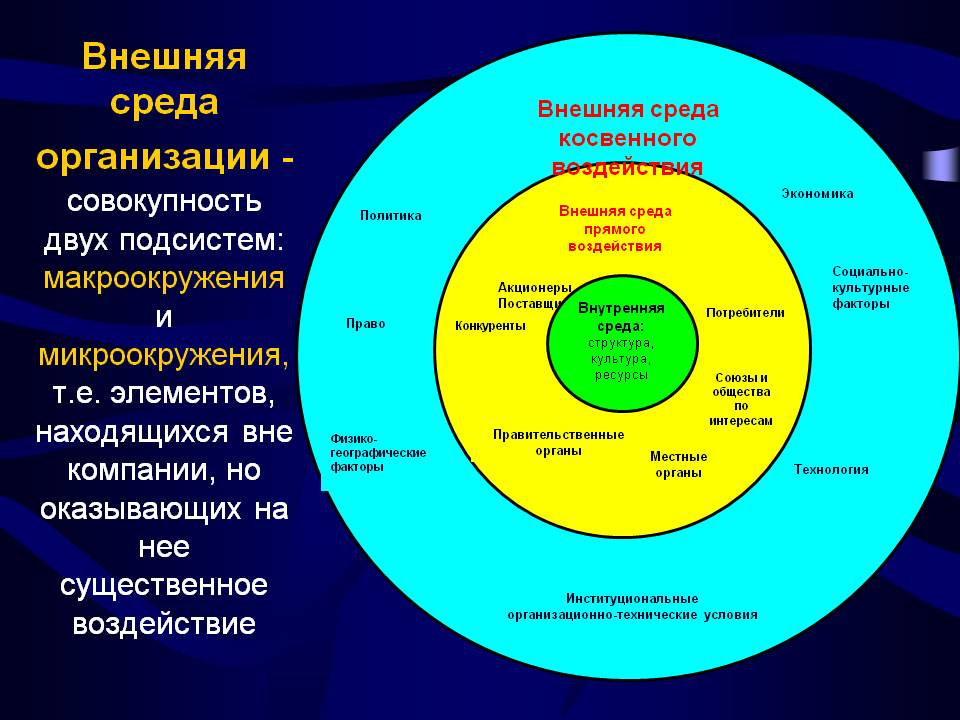 Внешняя
среда
организации -
совокупность
двух подсистем:
макроокружения
и
микроокружения,
т.е. элементов,
находящихся вне
компании, но
оказывающих на
нее
существенное
воздействие
Внешняя среда
косвенного
воздействия
Политика
Экономика
Право
Социально-
культурные
факторы
Физико-
географические
факторы
Технология
Институциональные
организационно-технические условия
Внешняя среда
прямого
воздействия
Акционеры
Поставщи
Конкуренты
Потребители
Союзы и
общества
по
интересам
Правительственные
органы
Местные
органы
Внутренняя
среда:
структура,
культура,
ресурсы